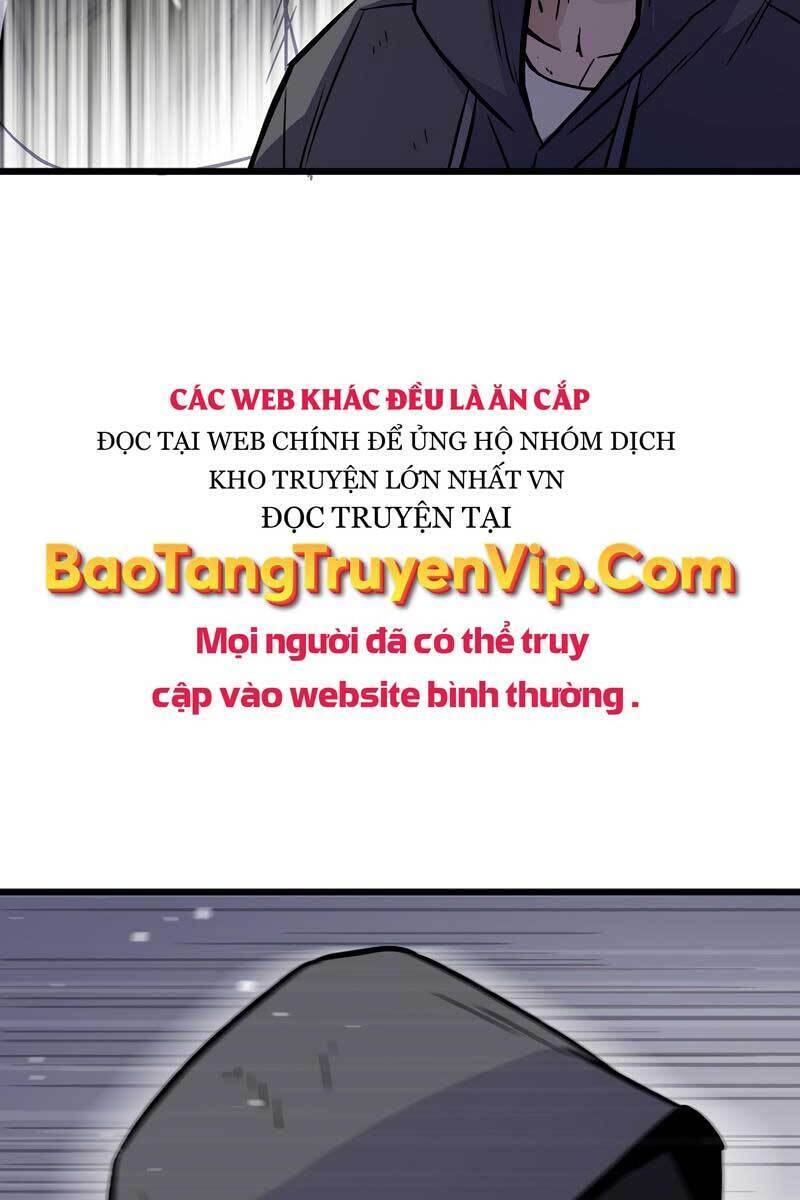 CÁC WEB KHÁC ĐỀU LÀ ĂN CẮP
ĐỌC TẠI WEB CHÍNH ĐỂ ỦNG HỘ NHÓM DỊCH
KHO TRUYỆN LỚN NHẤT VN
ĐỌC TRUYỆN TẠI
BaoTangTruyenVip.Com
Mọi người đã có thể truy
cập vào website bình thường.